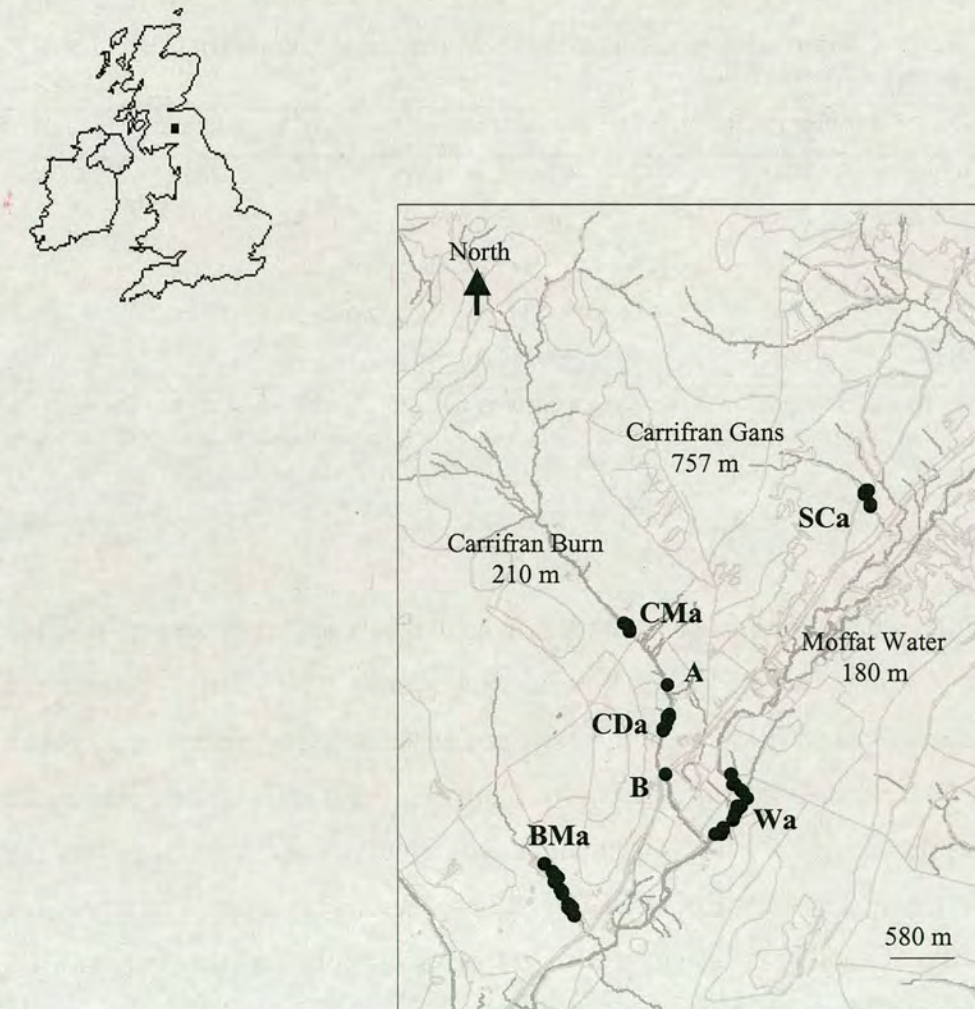 North
Carrifran Gans
757 m
SCa
Carrifran Burn
210 m
CMa
Moffat Water
180 m
A
CDa
B
Wa
BMa
580 m